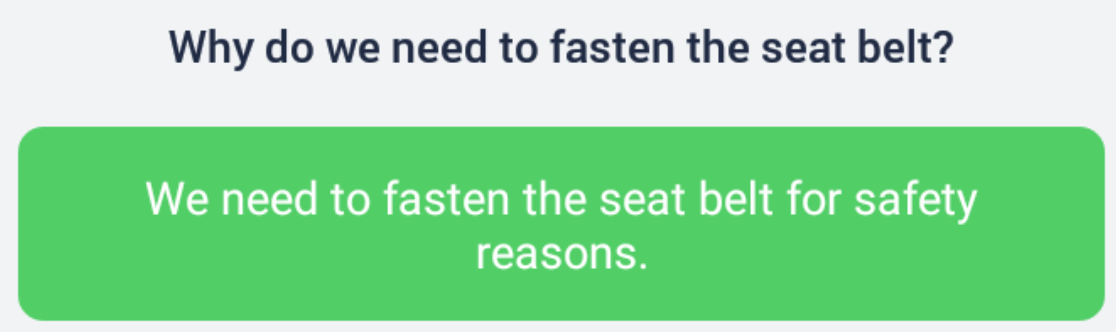 Why do we need to fasten the seat belt?
We need to fasten the seat belt for safety
reasons.